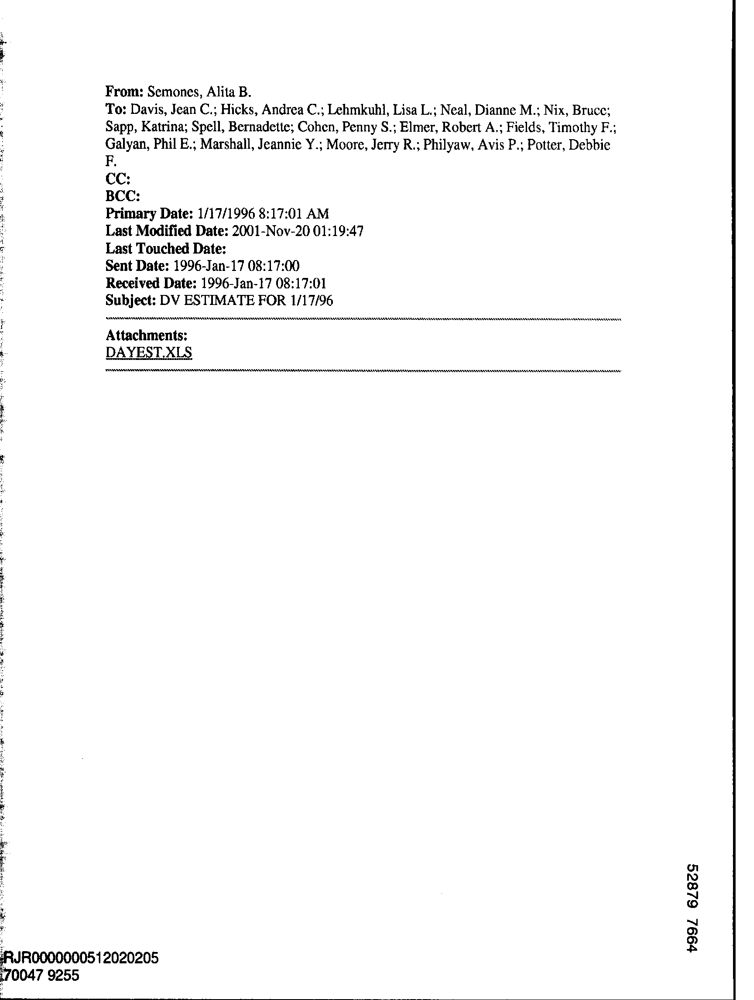 From: Semones, Alita B.
To: Davis, Jean C.; Hicks, Andrea C.; Lehmkuhl, Lisa L.; Neal, Dianne M.; Nix, Bruce;
Sapp, Katrina; Spell, Bernadette; Cohen, Penny S.; Elmer, Robert A.; Fields, Timothy F.;
Galyan, Phil E.; Marshall, Jeannie Y.; Moore, Jerry R.; Philyaw, Avis P.; Potter, Debbie
F.
CC:
BCC:
Primary Date: 1/17/1996 8:17:01 AM
Last Modified Date: 2001-Nov-20 01:19:47
Last Touched Date:
Sent Date: 1996-Jan-17 08:17:00
Received Date: 1996-Jan-17 08:17:01
Subject: DV ESTIMATE FOR 1/17/96
Attachments:
DAYEST.XLS
52879 7664
RJR0000000512020205
70047 9255